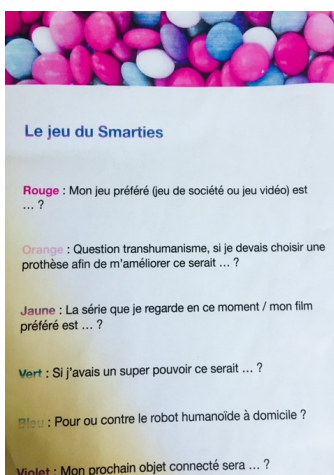 Le jeu du Smarties
Rouge : Mon jeu préféré (jeu de société ou jeu vidéo) est
... ?
Orange : Question transhumanisme, si je devais choisir une
prothèse afin de m'améliorer ce serait ... ?
Jaune : La série que je regarde en ce moment / mon film
préféré est ... ?
Vert : Si j'avais un super pouvoir ce serait ... ?
Bleu : Pour ou contre le robot humanoïde à domicile ?
Violet : Mon prochain objet connecté sera ... ?